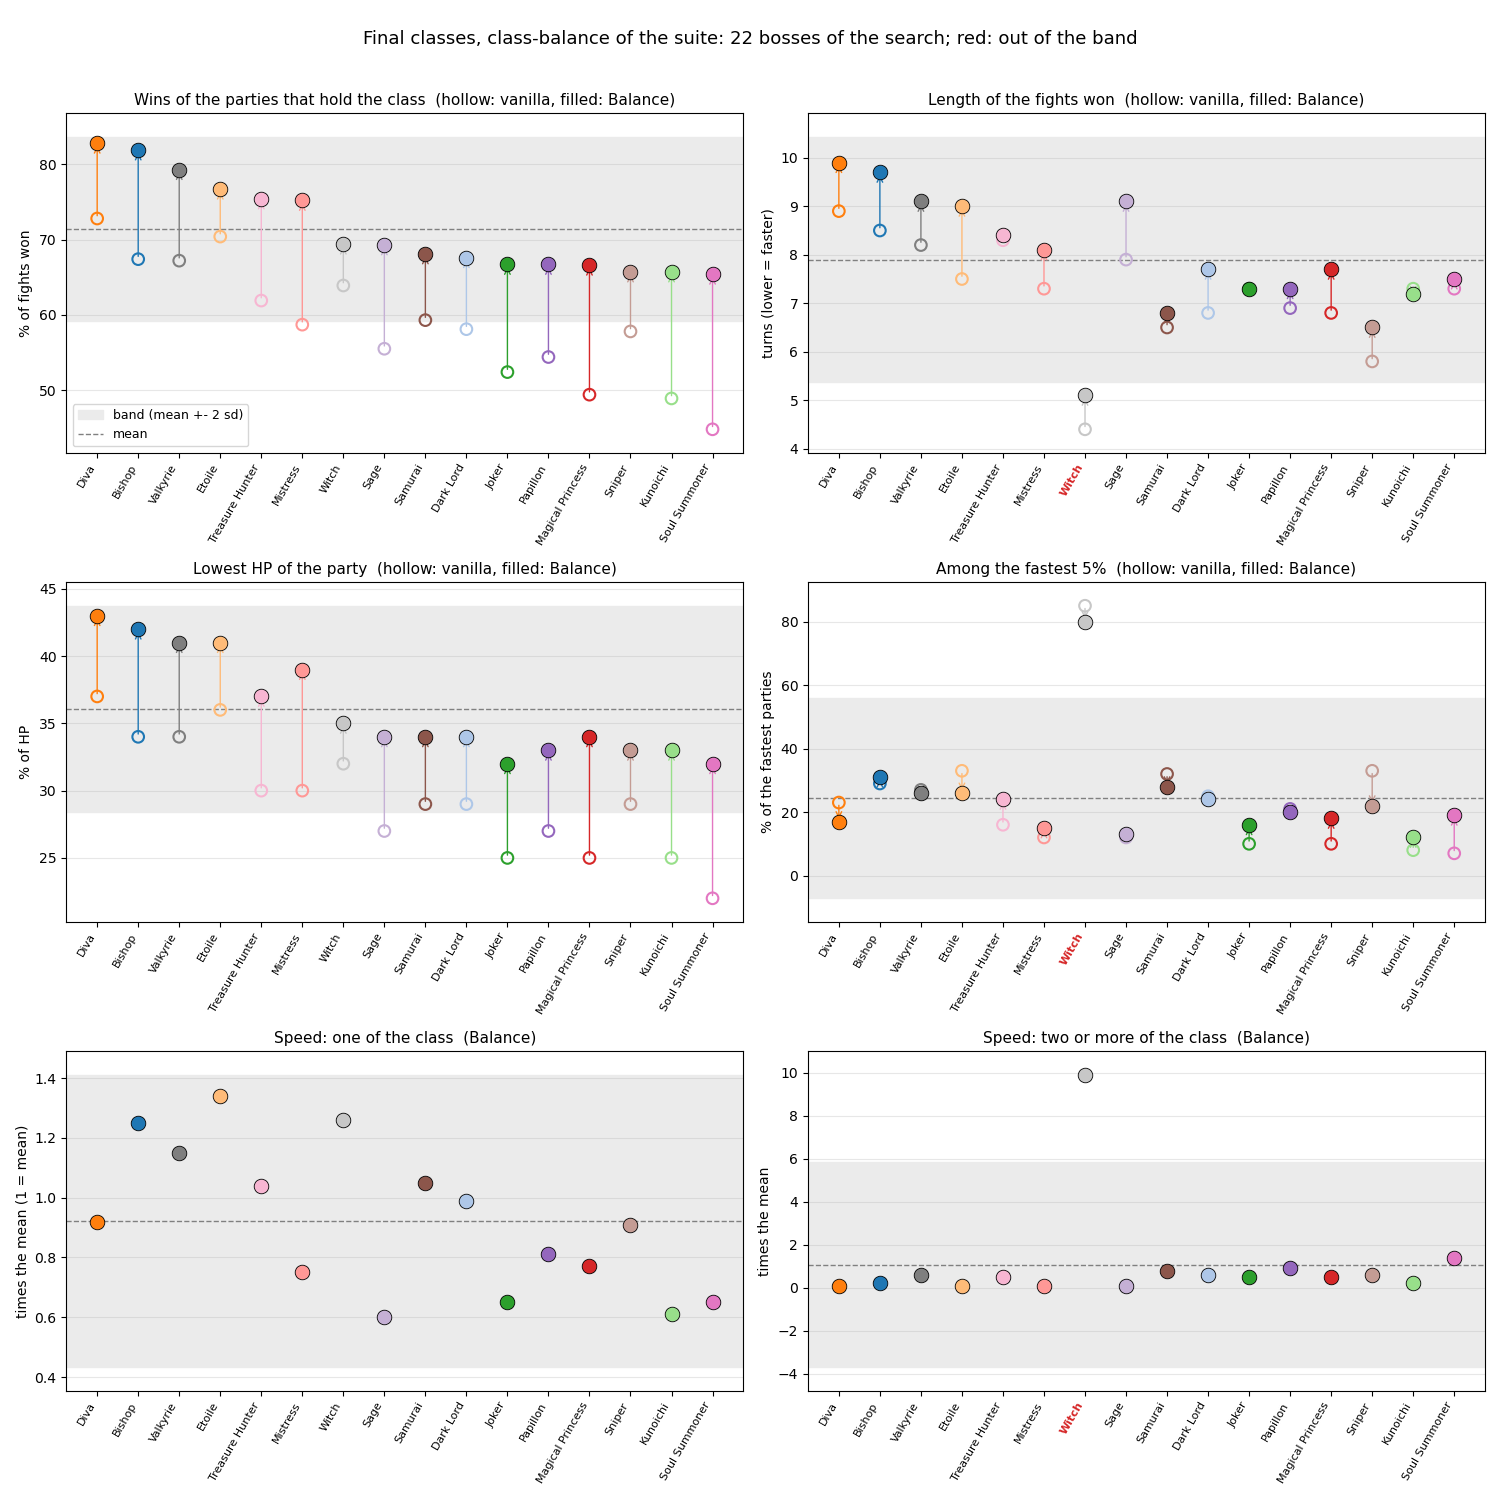 Final classes, class-balance of the suite: 22 bosses of the search; red: out of the band
Wins of the parties that hold the class  (hollow: vanilla, filled: Balance)
% of fights won
80
70
60
50
band (mean +- 2 sd)
mean
Diva
Bishop
Valkyrie
Etoile
Treasure Hunter
Mistress
Witch
Sage
Samurai
Dark Lord
Joker
Papillon
Magical Princess
Sniper
Kunoichi
Soul Summoner
Length of the fights won  (hollow: vanilla, filled: Balance)
turns (lower = faster)
10
9
8
7
6
5
4
Diva
Bishop
Valkyrie
Etoile
Treasure Hunter
Mistress
Witch
Sage
Samurai
Dark Lord
Joker
Papillon
Magical Princess
Sniper
Kunoichi
Soul Summoner
Lowest HP of the party  (hollow: vanilla, filled: Balance)
% of HP
45
40
35
30
25
Diva
Bishop
Valkyrie
Etoile
Treasure Hunter
Mistress
Witch
Sage
Samurai
Dark Lord
Joker
Papillon
Magical Princess
Sniper
Kunoichi
Soul Summoner
Among the fastest 5%  (hollow: vanilla, filled: Balance)
% of the fastest parties
80
60
40
20
0
Diva
Bishop
Valkyrie
Etoile
Treasure Hunter
Mistress
Witch
Sage
Samurai
Dark Lord
Joker
Papillon
Magical Princess
Sniper
Kunoichi
Soul Summoner
Speed: one of the class  (Balance)
times the mean (1 = mean)
1.4
1.2
1.0
0.8
0.6
0.4
Diva
Bishop
Valkyrie
Etoile
Treasure Hunter
Mistress
Witch
Sage
Samurai
Dark Lord
Joker
Papillon
Magical Princess
Sniper
Kunoichi
Soul Summoner
Speed: two or more of the class  (Balance)
times the mean
10
8
6
4
2
0
−2
−4
Diva
Bishop
Valkyrie
Etoile
Treasure Hunter
Mistress
Witch
Sage
Samurai
Dark Lord
Joker
Papillon
Magical Princess
Sniper
Kunoichi
Soul Summoner